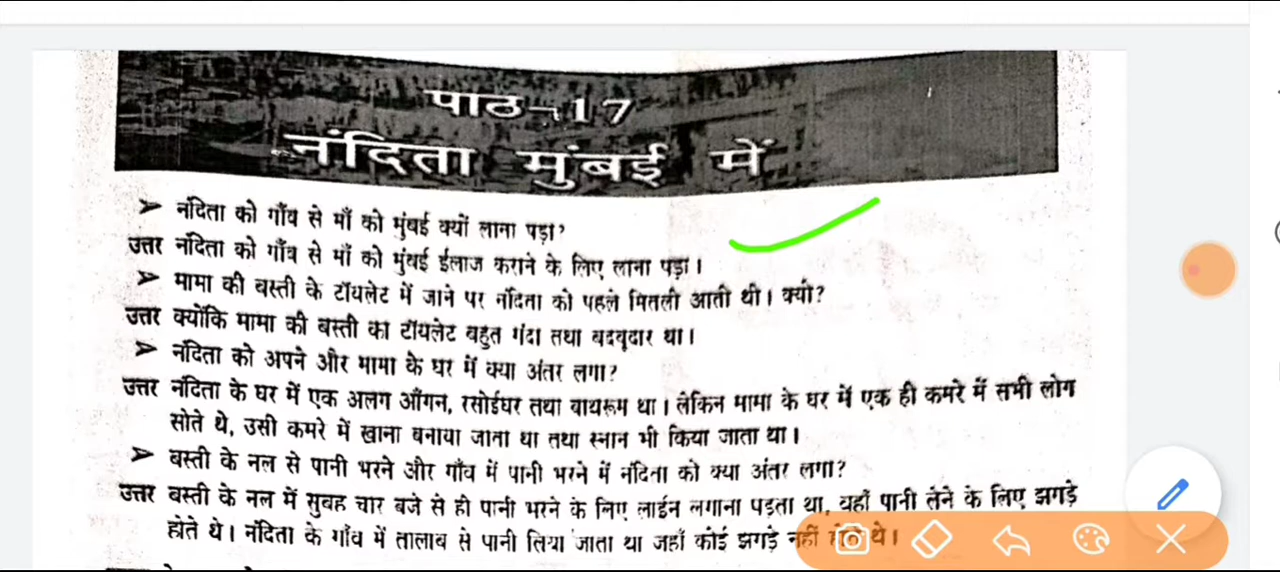 पाठ-17
नंदिता मुंबई में
➤ नंदिता को गाँव से माँ को मुंबई क्यों लाना पड़ा?
उत्तर नंदिता को गाँव से माँ को मुंबई ईलाज कराने के लिए लाना पड़ा।
➤ मामा की बस्ती के टॉयलेट में जाने पर नंदिता को पहले मितली आती थी। क्यों?
उत्तर क्योंकि मामा की बस्ती का टॉयलेट बहुत गंदा तथा बदबूदार था।
➤ नंदिता को अपने और मामा के घर में क्या अंतर लगा?
उत्तर नंदिता के घर में एक अलग आँगन, रसोईघर तथा बाथरूम था। लेकिन मामा के घर में एक ही कमरे में सभी लोग
सोते थे, उसी कमरे में खाना बनाया जाता था तथा स्नान भी किया जाता था।
➤ बस्ती के नल से पानी भरने और गाँव में पानी भरने में नंदिता को क्या अंतर लगा?
उत्तर बस्ती के नल में सुबह चार बजे से ही पानी भरने के लिए लाईन लगाना पड़ता था, यहाँ पानी लेने के लिए झगड़े
होते थे। नंदिता के गाँव में तालाब से पानी लिया जाता था जहाँ कोई झगड़े नहीं होते थे।